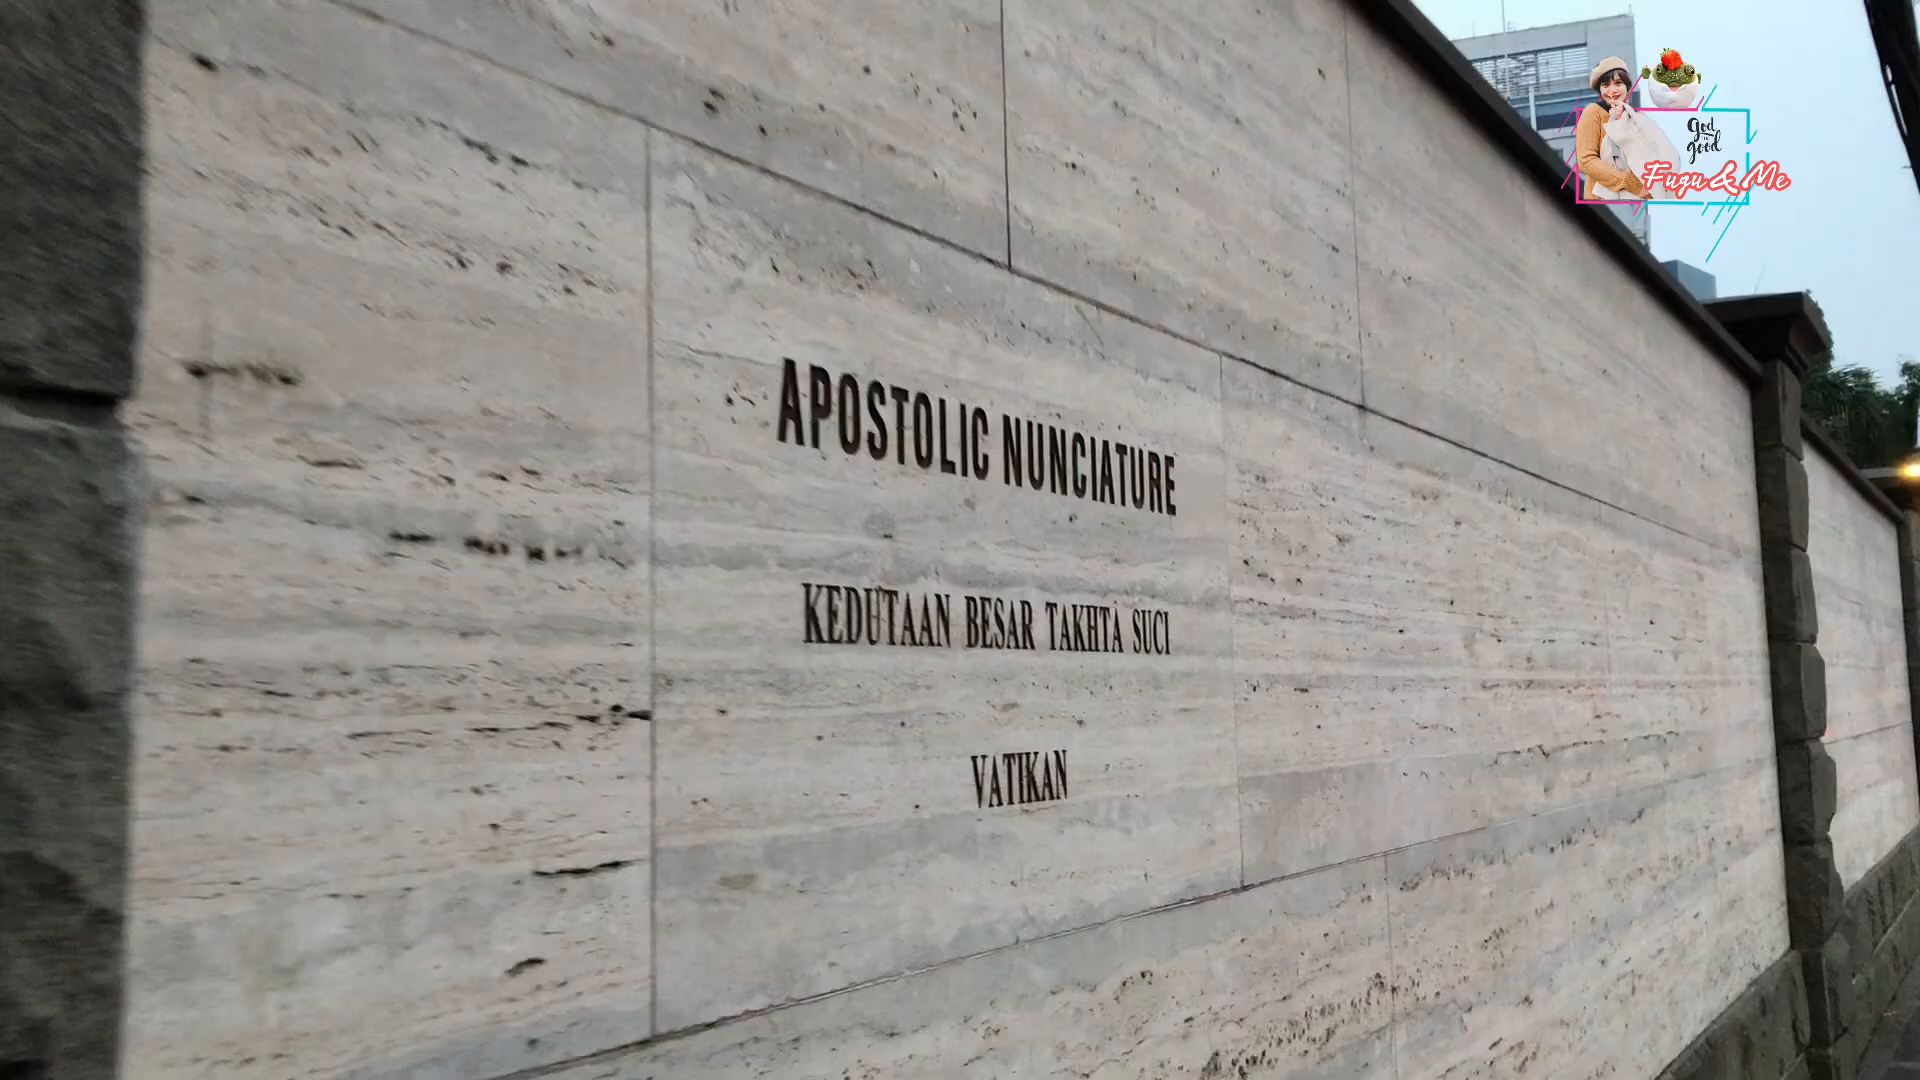 god
is
good
Fugu & Me
APOSTOLIC NUNCIATURE
KEDUTAAN BESAR TAKHTA SUCI
VATIKAN